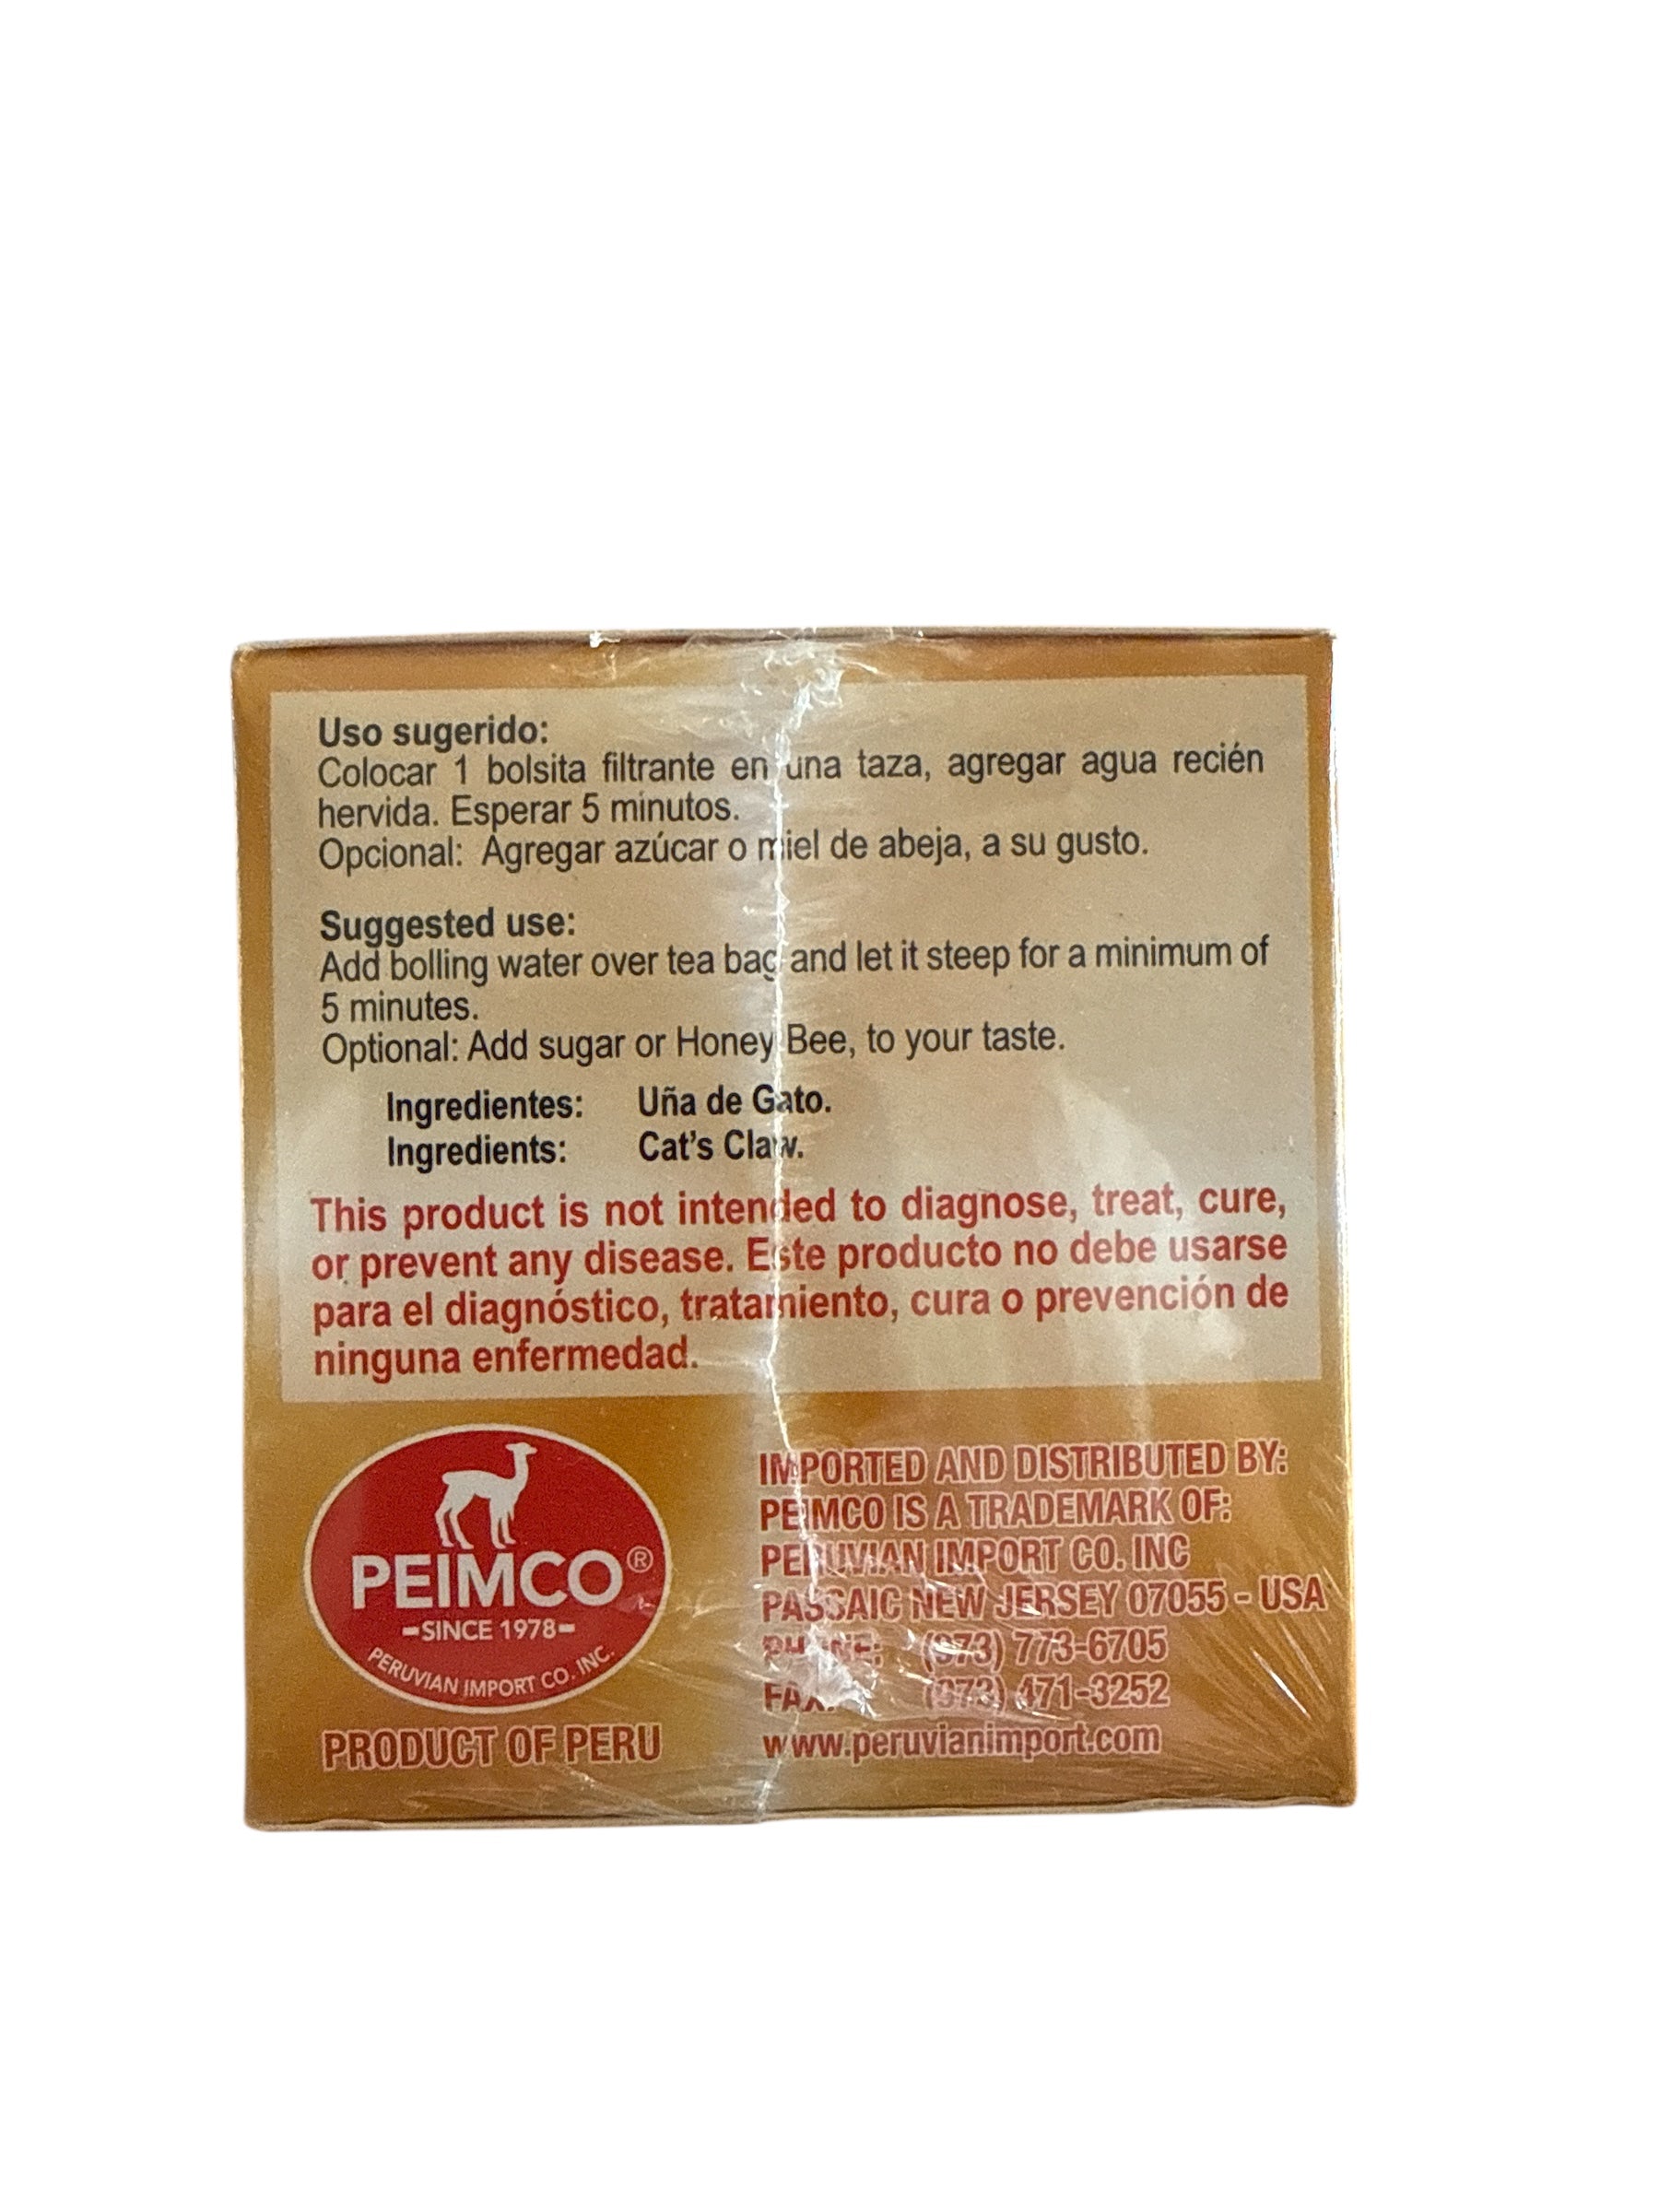 Uso sugerido:
Colocar 1 bolsita filtrante en una taza, agregar agua recién
hervida. Esperar 5 minutos.
Opcional: Agregar azúcar o miel de abeja, a su gusto.
Suggested use:
Add bolling water over tea bag and let it steep for a minimum of
5 minutes.
Optional: Add sugar or Honey Bee, to your taste.
Ingredientes: Uña de Gato.
Ingredients: Cat's Claw.
This product is not intended to diagnose, treat, cure,
or prevent any disease. Este producto no debe usarse
para el diagnóstico, tratamiento, cura o prevención de
ninguna enfermedad.
PEIMCO®
-SINCE 1978-
PERUVIAN IMPORT CO. INC.
PRODUCT OF PERU
IMPORTED AND DISTRIBUTED BY:
PEIMCO IS A TRADEMARK OF:
PERUVIAN IMPORT CO. INC
PASSAIC NEW JERSEY 07055 - USA
PHONE: (973) 773-6705
FAX: (973) 471-3252
www.peruvianimport.com